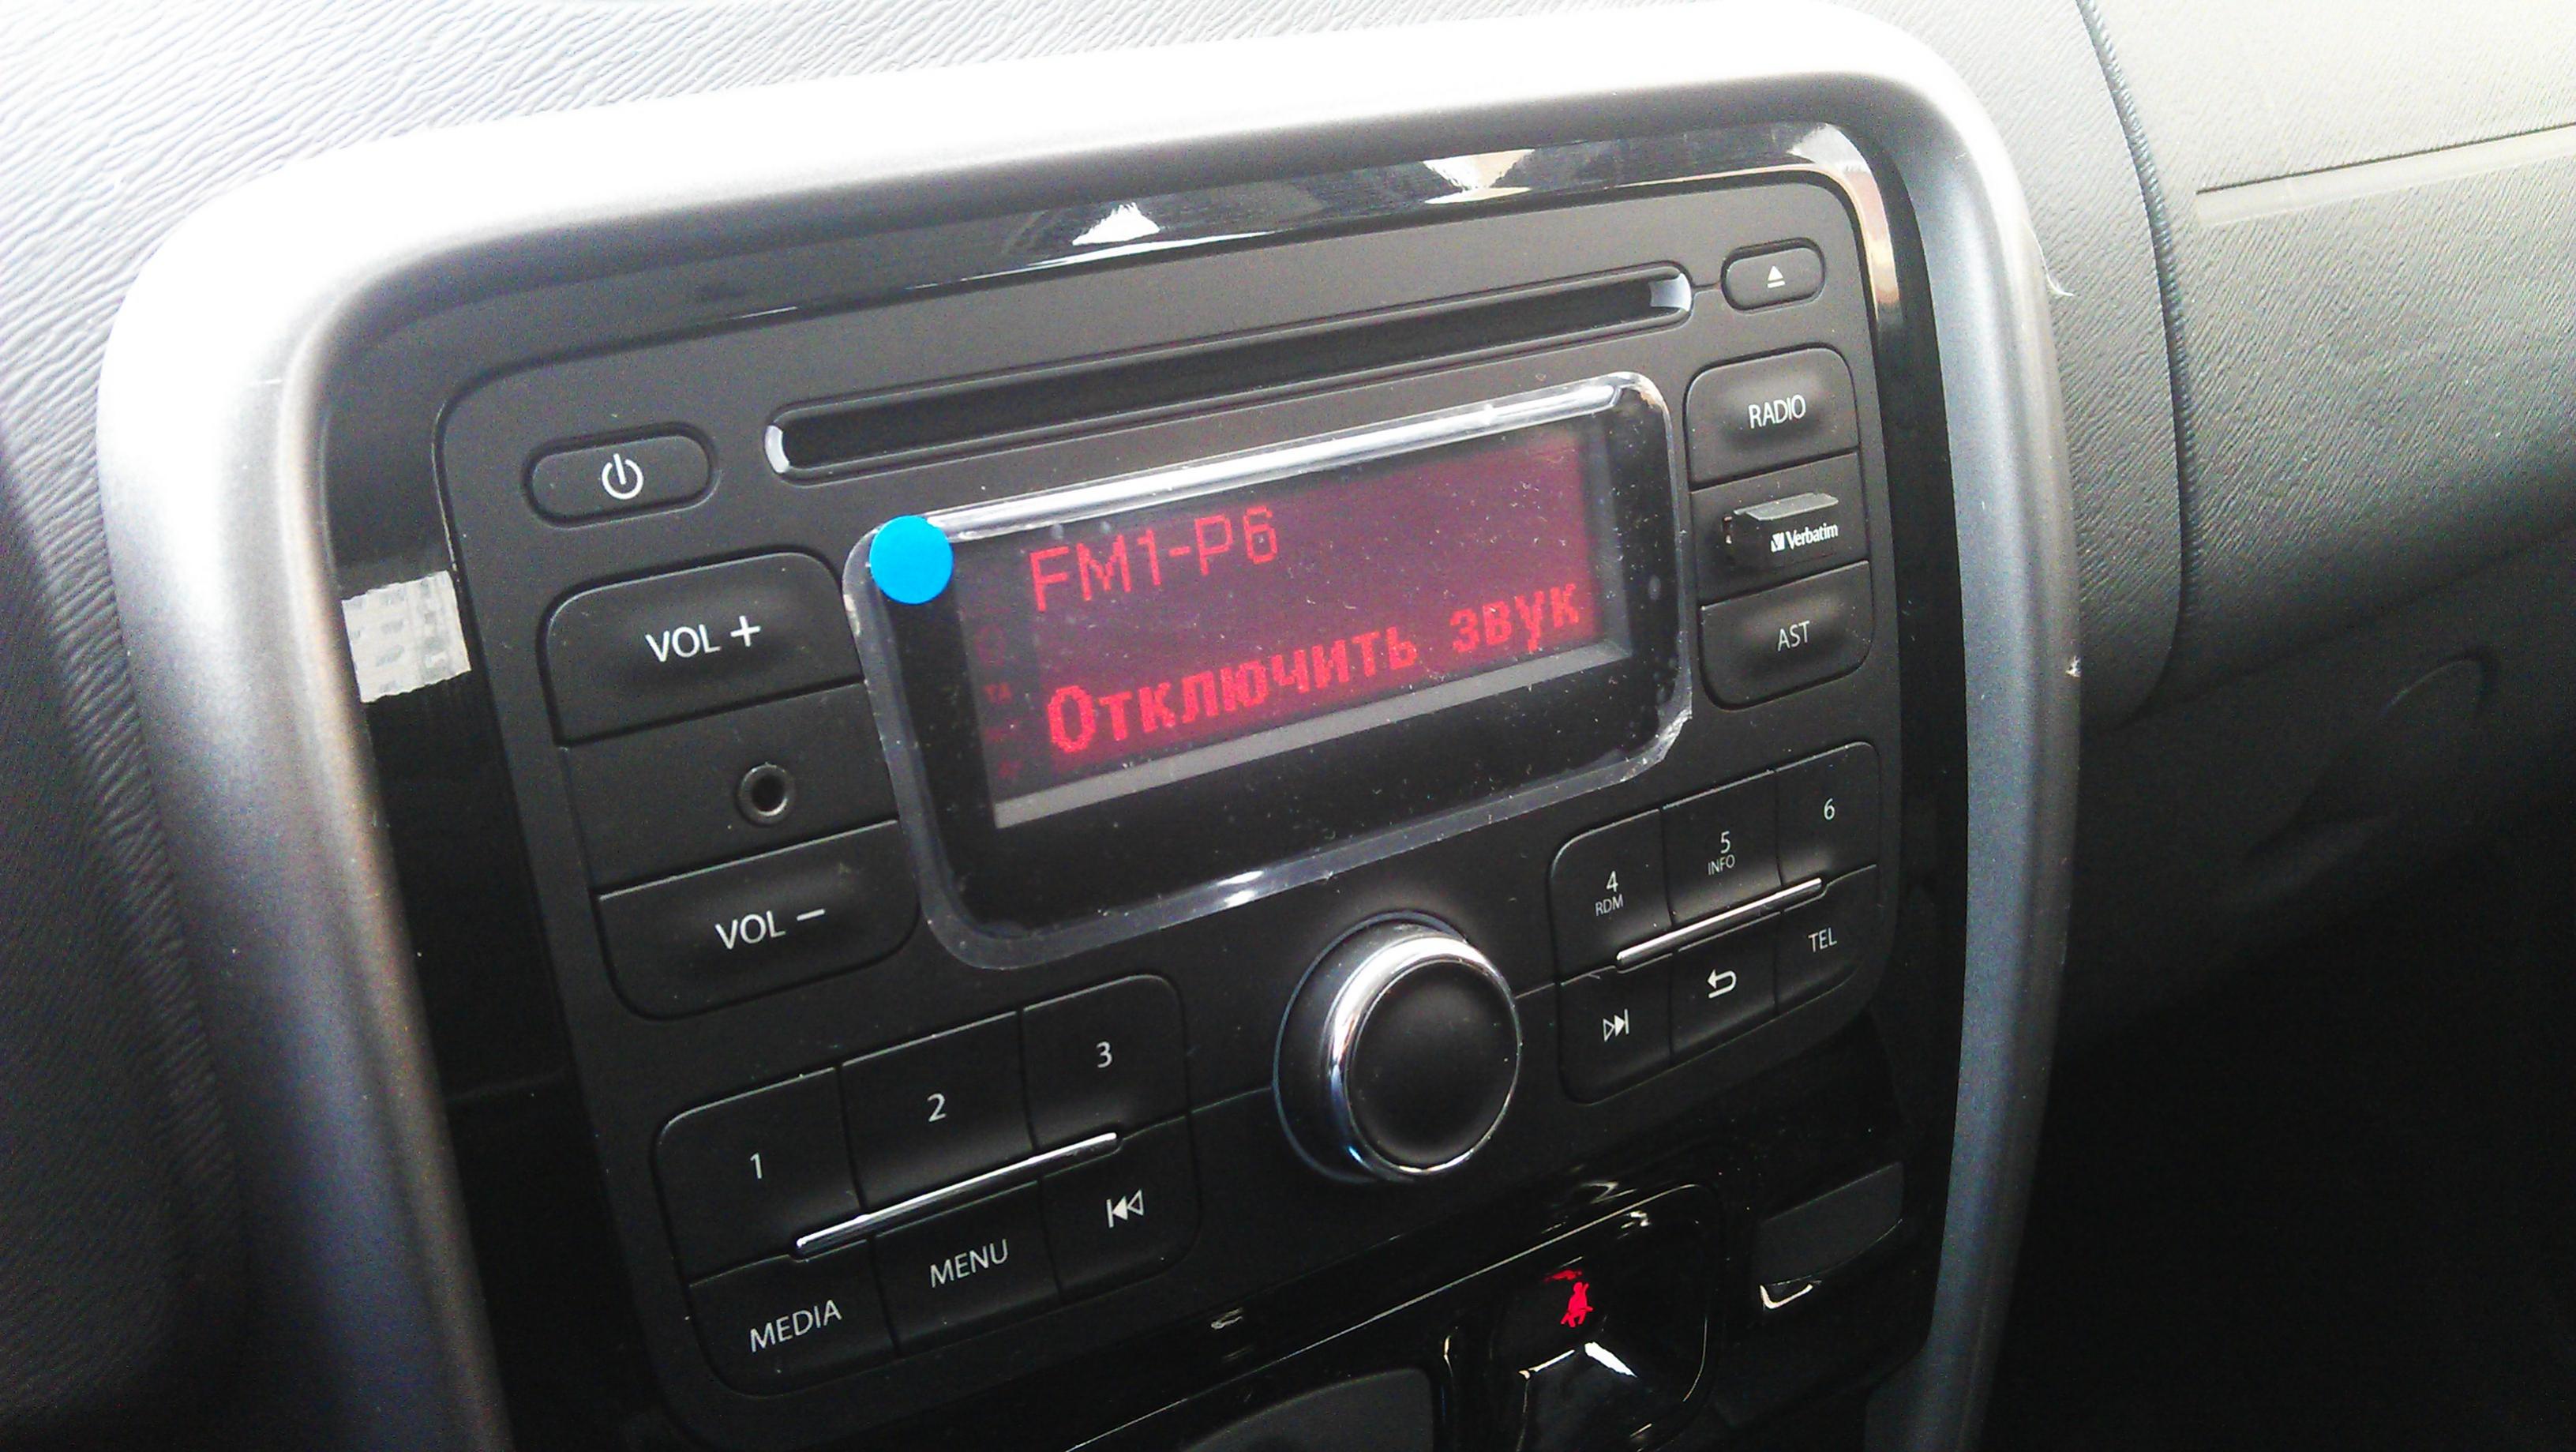 RADIO
FM1-P6
Verbatim
VOL +
Отключить звук
AST
VOL −
4
RDM
5
INFO
6
TEL
1
2
3
MEDIA
MENU